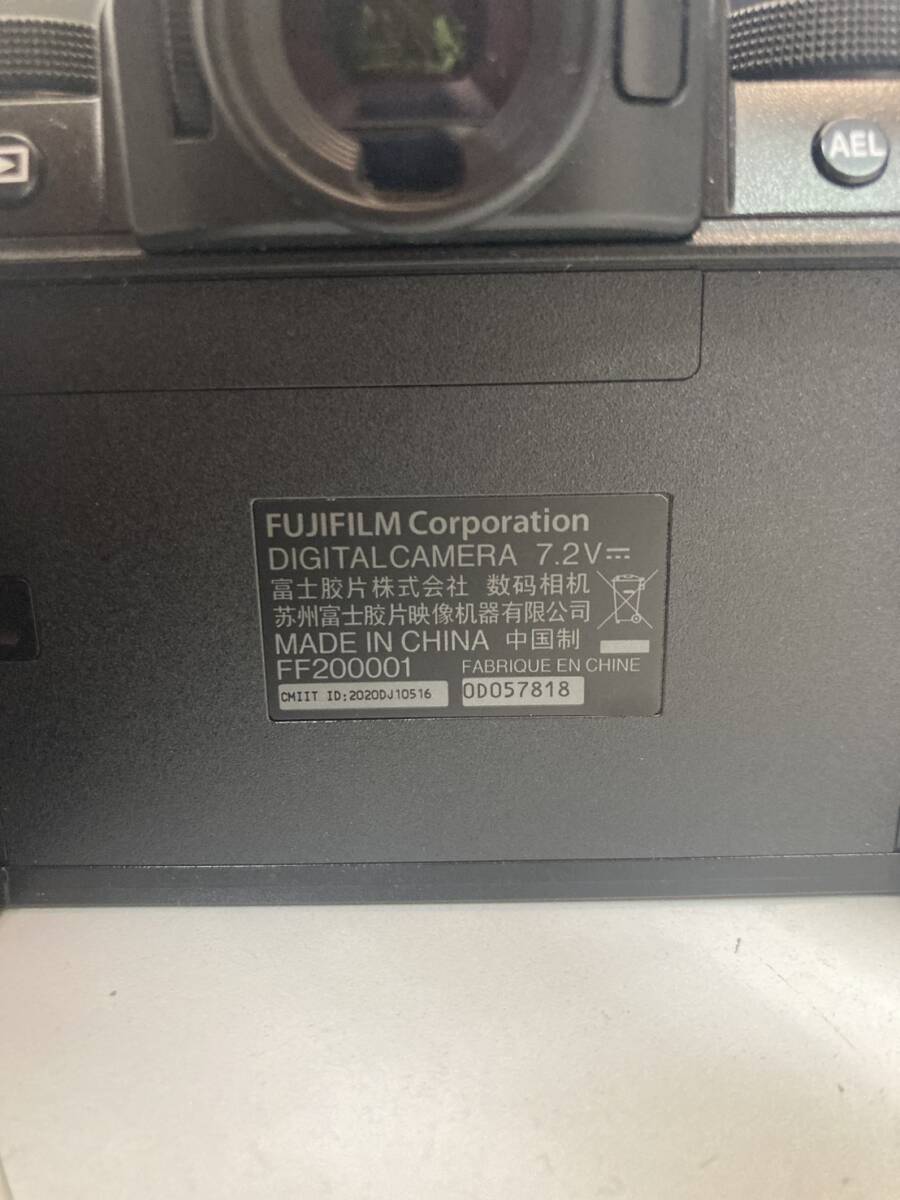 AEL
FUJIFILM Corporation
DIGITALCAMERA 7.2V
富士胶片株式会社 数码相机
苏州富士胶片映像机器有限公司
MADE IN CHINA 中国制
FF200001 FABRIQUE EN CHINE
CMIIT ID:2020DJ10516 0D057818